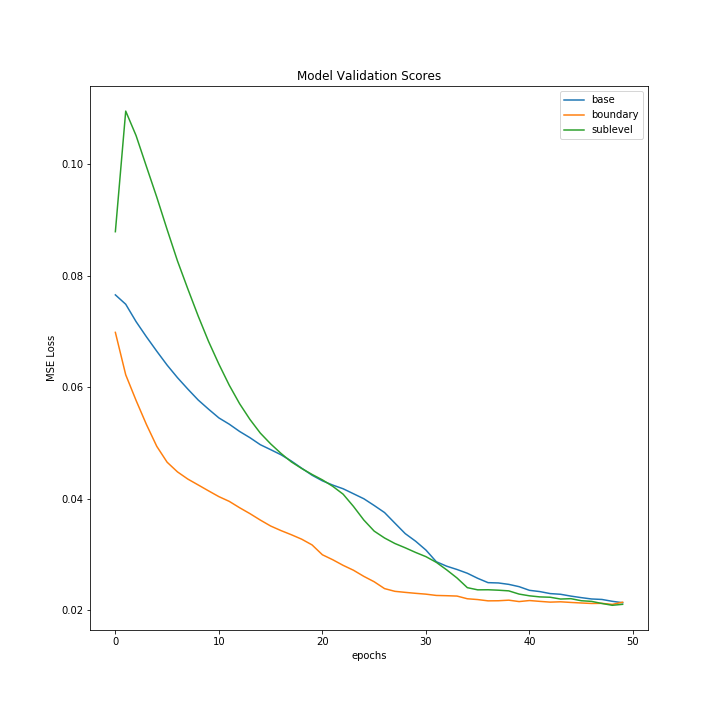 Model Validation Scores
base
boundary
sublevel
MSE Loss
0.10
0.08
0.06
0.04
0.02
0 10 20 30 40 50
epochs